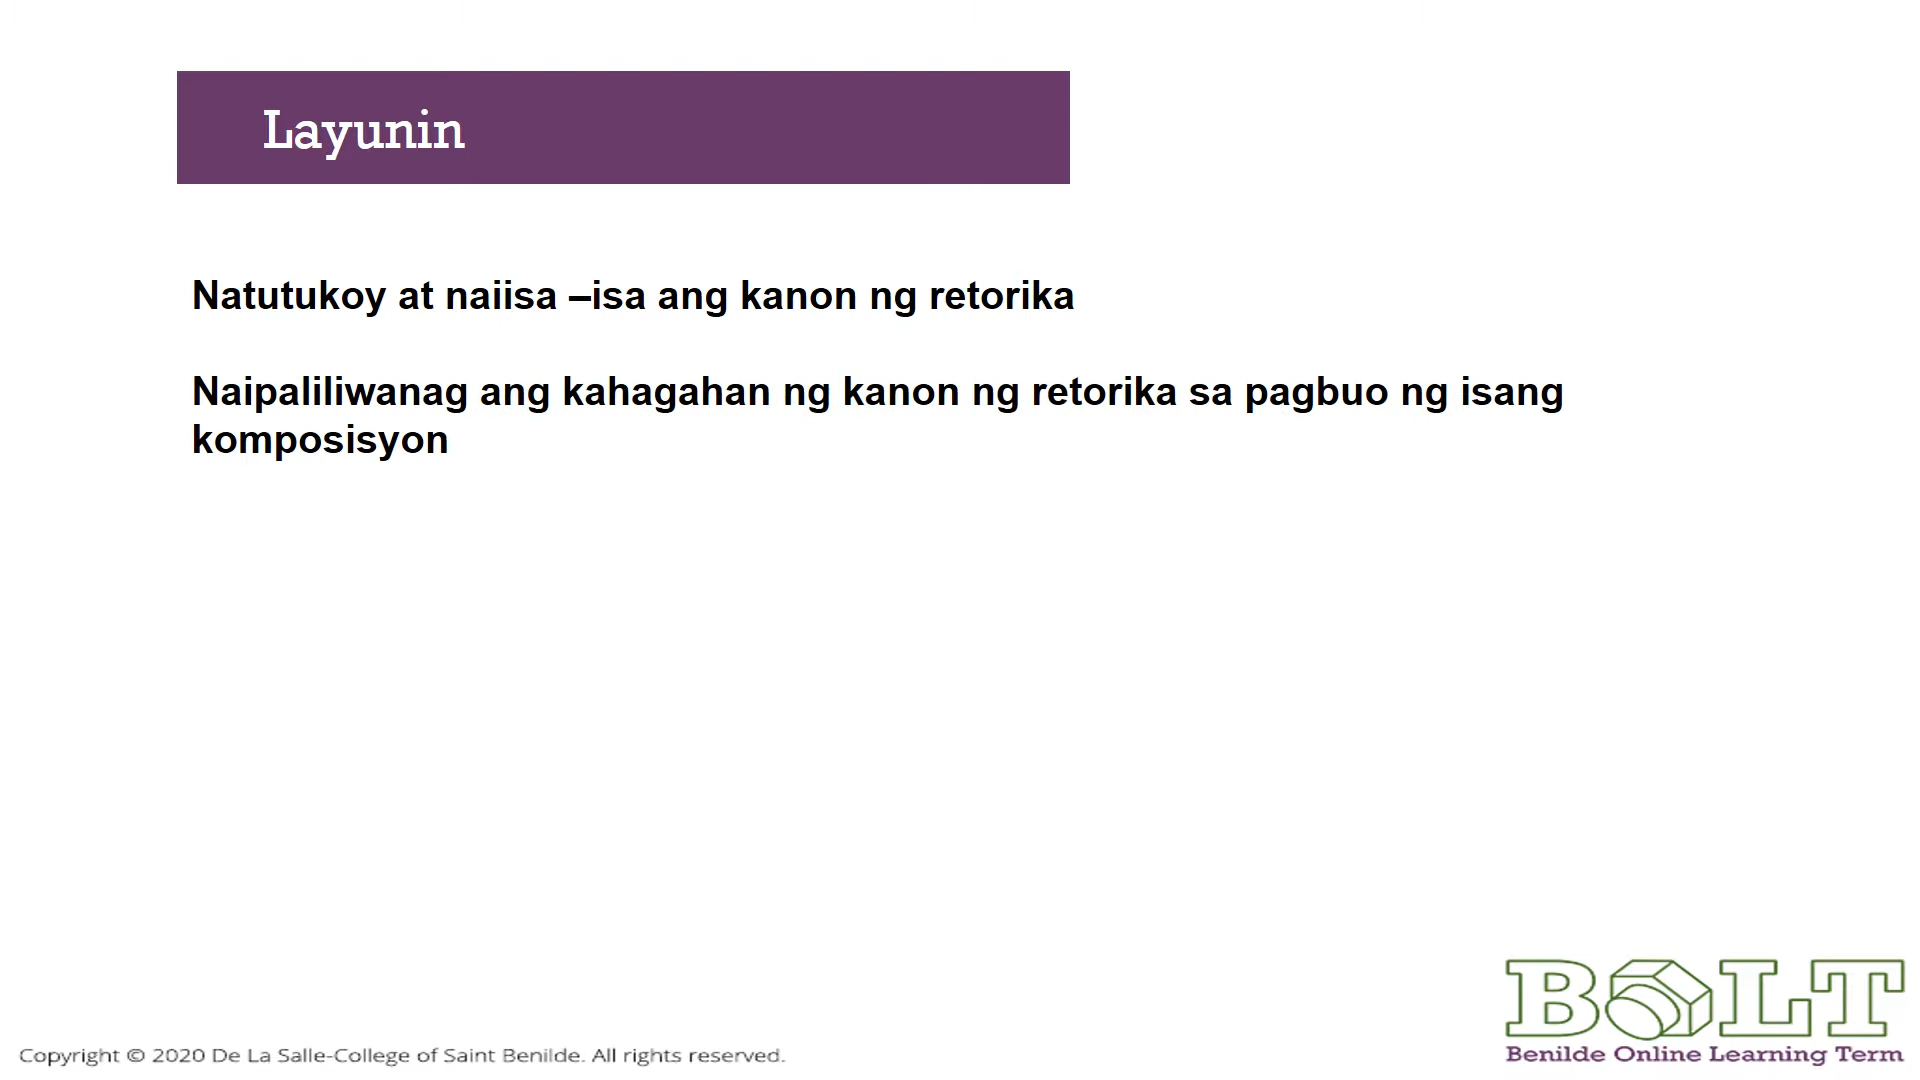 Layunin
Natutukoy at naiisa –isa ang kanon ng retorika
Naipaliliwanag ang kahagahan ng kanon ng retorika sa pagbuo ng isang
komposisyon
BOLT
Benilde Online Learning Term
Copyright © 2020 De La Salle-College of Saint Benilde. All rights reserved.